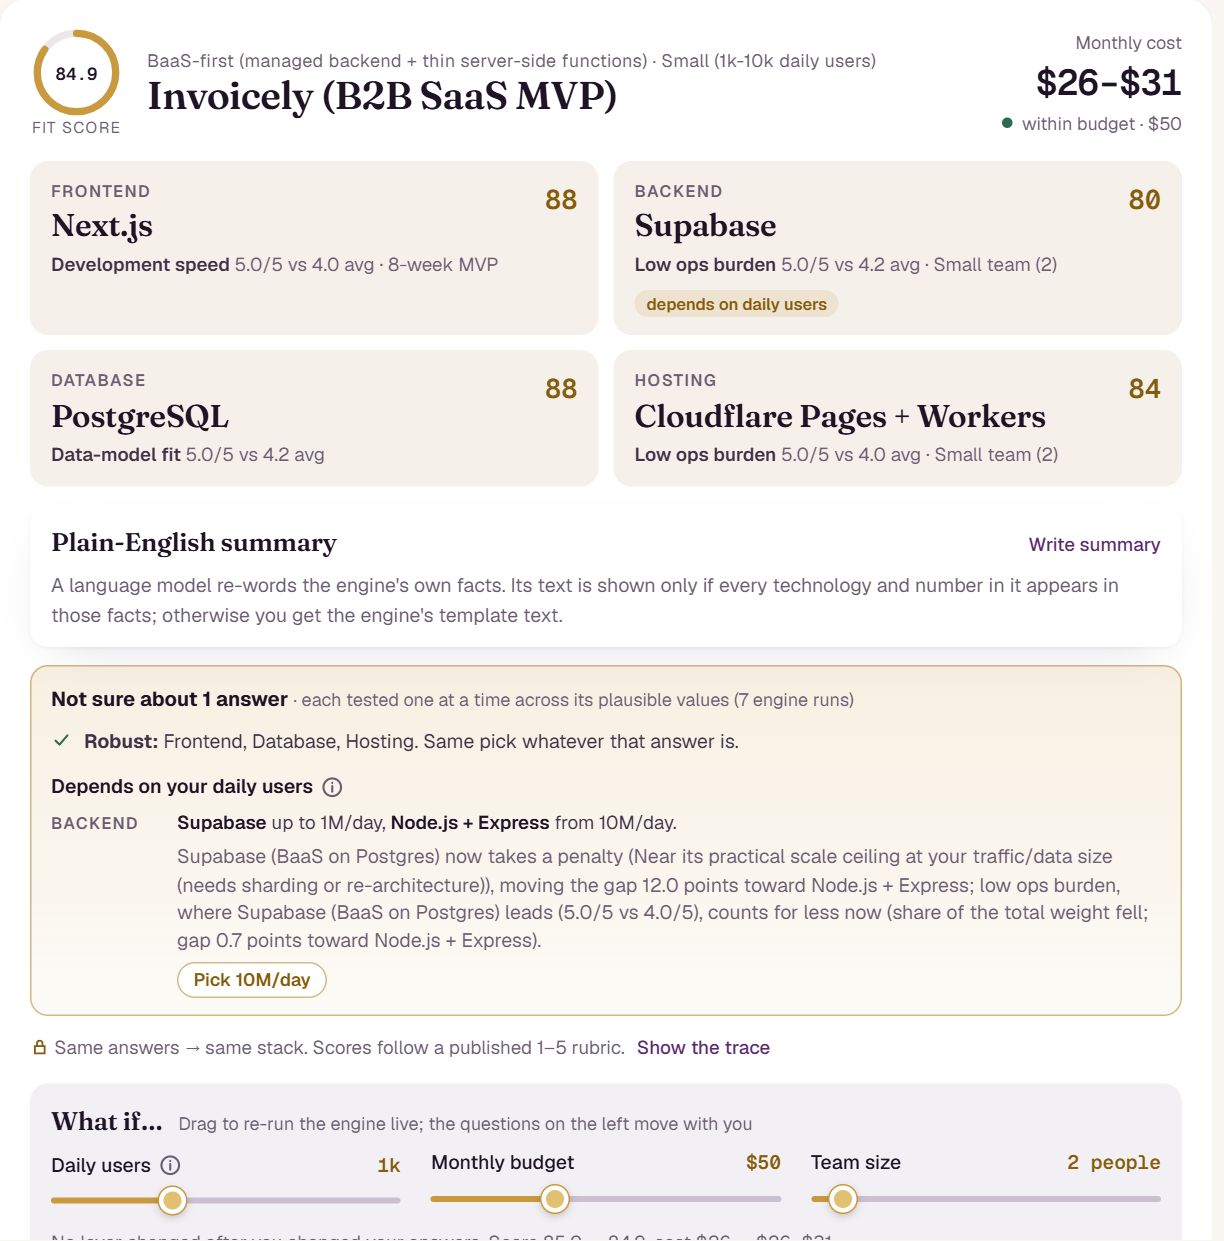 84.9
FIT SCORE
BaaS-first (managed backend + thin server-side functions) · Small (1k-10k daily users)
Invoicely (B2B SaaS MVP)
Monthly cost
$26–$31
within budget · $50
FRONTEND
88
Next.js
Development speed 5.0/5 vs 4.0 avg · 8-week MVP
BACKEND
80
Supabase
Low ops burden 5.0/5 vs 4.2 avg · Small team (2)
depends on daily users
DATABASE
88
PostgreSQL
Data-model fit 5.0/5 vs 4.2 avg
HOSTING
84
Cloudflare Pages + Workers
Low ops burden 5.0/5 vs 4.0 avg · Small team (2)
Plain-English summary
Write summary
A language model re-words the engine's own facts. Its text is shown only if every technology and number in it appears in
those facts; otherwise you get the engine's template text.
Not sure about 1 answer · each tested one at a time across its plausible values (7 engine runs)
Robust: Frontend, Database, Hosting. Same pick whatever that answer is.
Depends on your daily users
BACKEND
Supabase up to 1M/day, Node.js + Express from 10M/day.
Supabase (BaaS on Postgres) now takes a penalty (Near its practical scale ceiling at your traffic/data size
(needs sharding or re-architecture)), moving the gap 12.0 points toward Node.js + Express; low ops burden,
where Supabase (BaaS on Postgres) leads (5.0/5 vs 4.0/5), counts for less now (share of the total weight fell;
gap 0.7 points toward Node.js + Express).
Pick 10M/day
Same answers → same stack. Scores follow a published 1–5 rubric. Show the trace
What if... Drag to re-run the engine live; the questions on the left move with you
Daily users 1k
Monthly budget $50
Team size 2 people